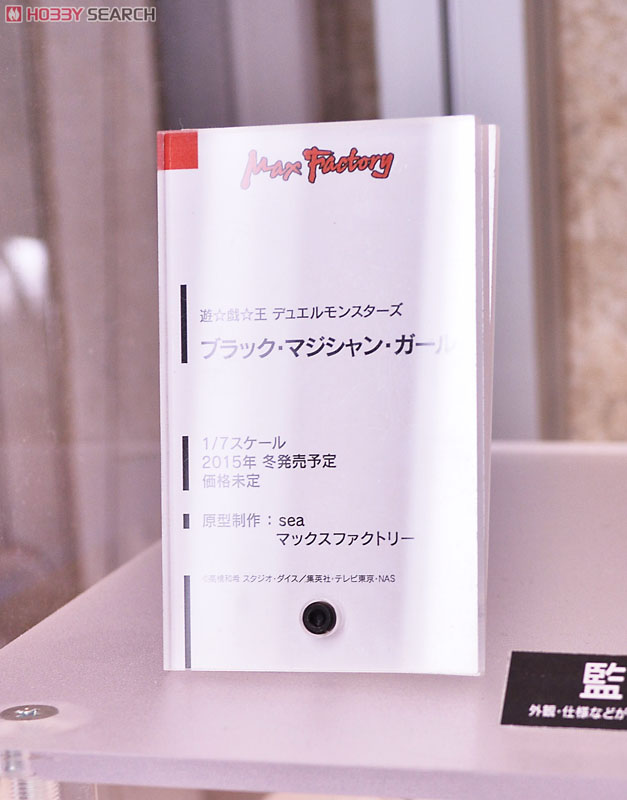 HOBBY SEARCH
Max Factory
遊☆戯☆王 デュエルモンスターズ
ブラック・マジシャン・ガール
1/7スケール
2015年 冬発売予定
価格未定
原型制作：sea
マックスファクトリー
©高橋和希 スタジオ・ダイス／集英社・テレビ東京・NAS
監
外観・仕様などが